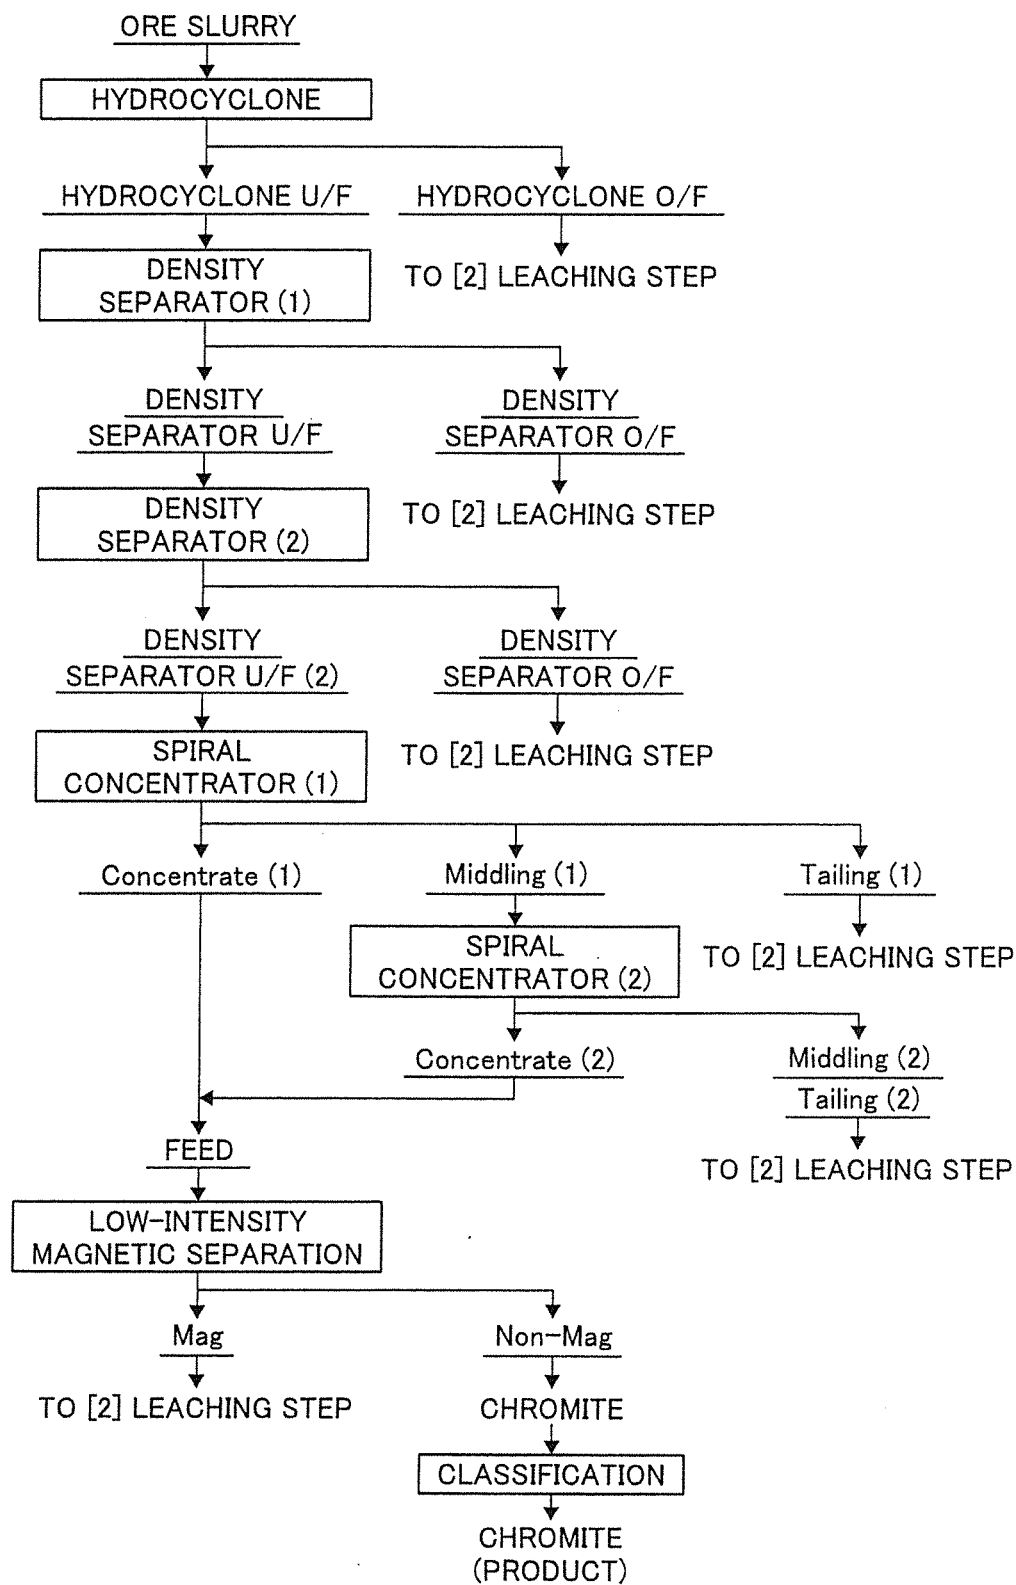 ORE SLURRY
HYDROCYCLONE
HYDROCYCLONE U/F
HYDROCYCLONE O/F
DENSITY
SEPARATOR (1)
TO [2] LEACHING STEP
DENSITY
SEPARATOR U/F
DENSITY
SEPARATOR O/F
DENSITY
SEPARATOR (2)
TO [2] LEACHING STEP
DENSITY
SEPARATOR U/F (2)
DENSITY
SEPARATOR O/F
SPIRAL
CONCENTRATOR (1)
TO [2] LEACHING STEP
Concentrate (1)
Middling (1)
Tailing (1)
SPIRAL
CONCENTRATOR (2)
TO [2] LEACHING STEP
Concentrate (2)
Middling (2)
Tailing (2)
TO [2] LEACHING STEP
FEED
LOW-INTENSITY
MAGNETIC SEPARATION
Mag
Non-Mag
TO [2] LEACHING STEP
CHROMITE
CLASSIFICATION
CHROMITE
(PRODUCT)